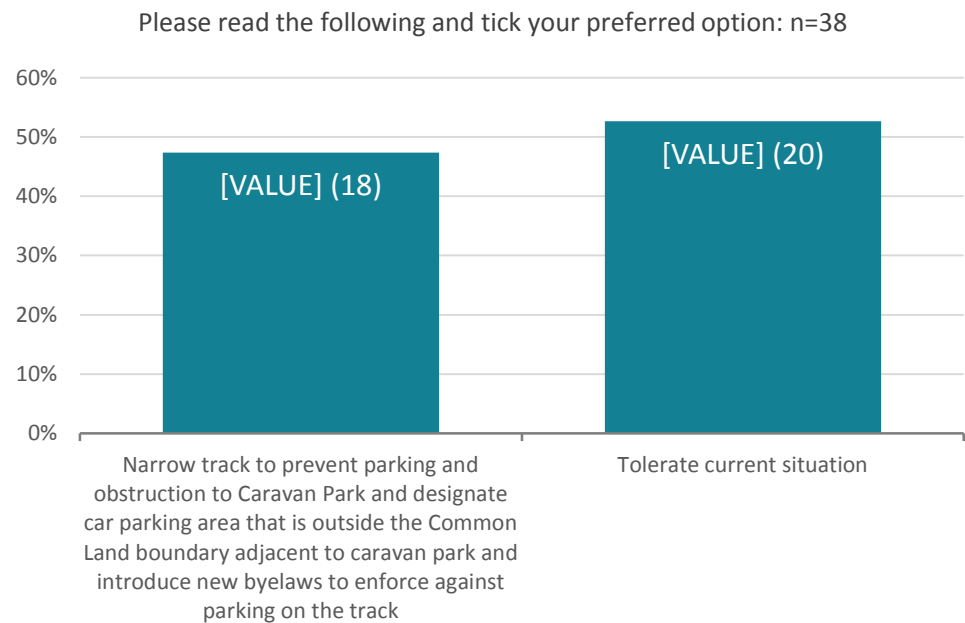 Please read the following and tick your preferred option: n=38
60%
50%
40%
30%
20%
10%
0%
[VALUE] (18)
[VALUE] (20)
Narrow track to prevent parking and
obstruction to Caravan Park and designate
car parking area that is outside the Common
Land boundary adjacent to caravan park and
introduce new byelaws to enforce against
parking on the track
Tolerate current situation